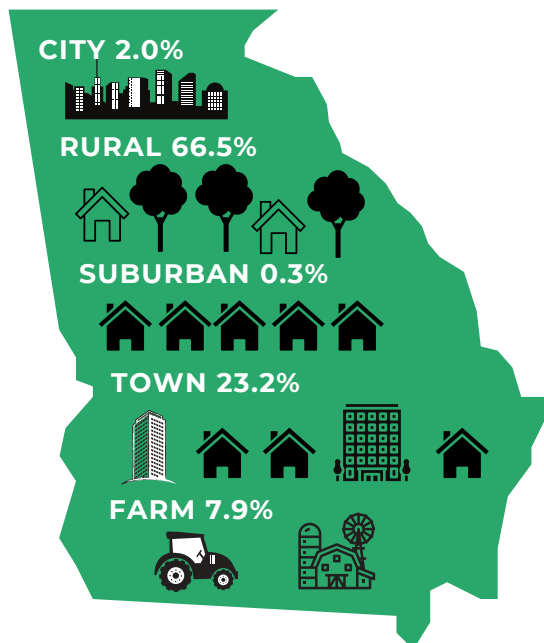 CITY 2.0%
RURAL 66.5%
SUBURBAN 0.3%
TOWN 23.2%
FARM 7.9%